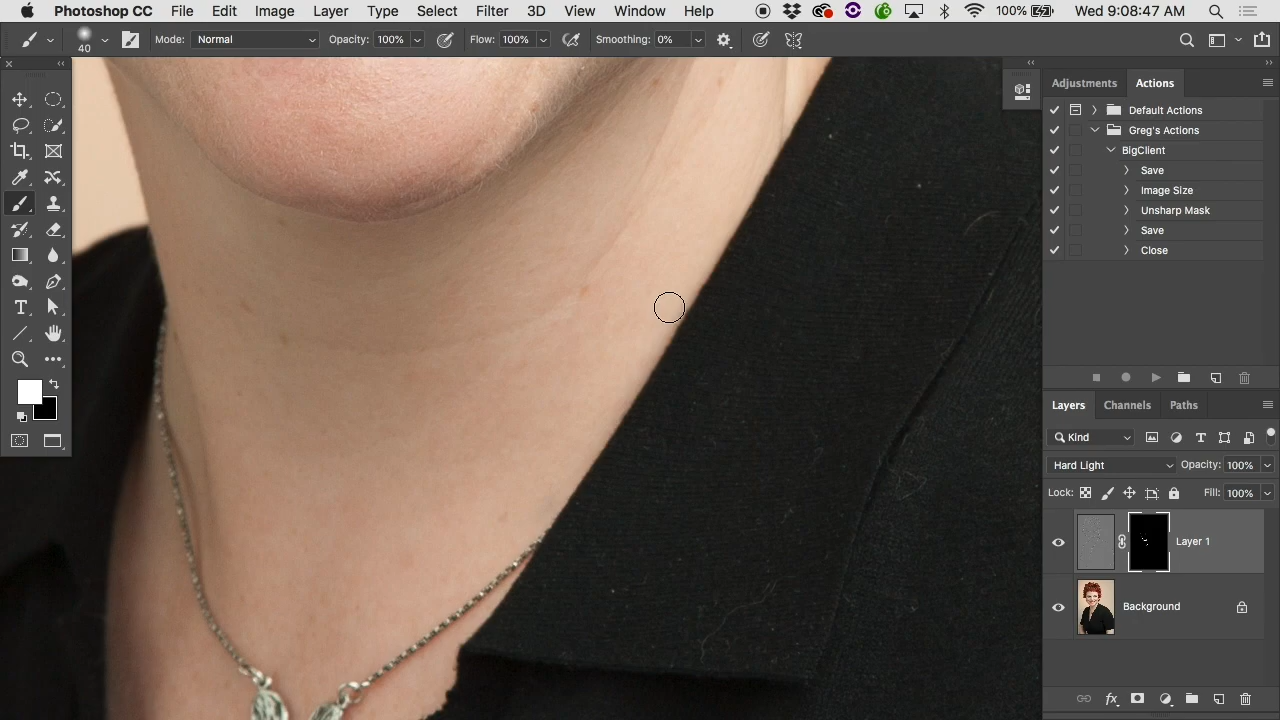 Photoshop CC File Edit Image Layer Type Select Filter 3D View Window Help 100% Wed 9:08:47 AM
40 Mode: Normal Opacity: 100% Flow: 100% Smoothing: 0%
Adjustments Actions
Default Actions
Greg's Actions
BigClient
Save
Image Size
Unsharp Mask
Save
Close
Layers Channels Paths
Kind
Hard Light Opacity: 100%
Lock: Fill: 100%
Layer 1
Background